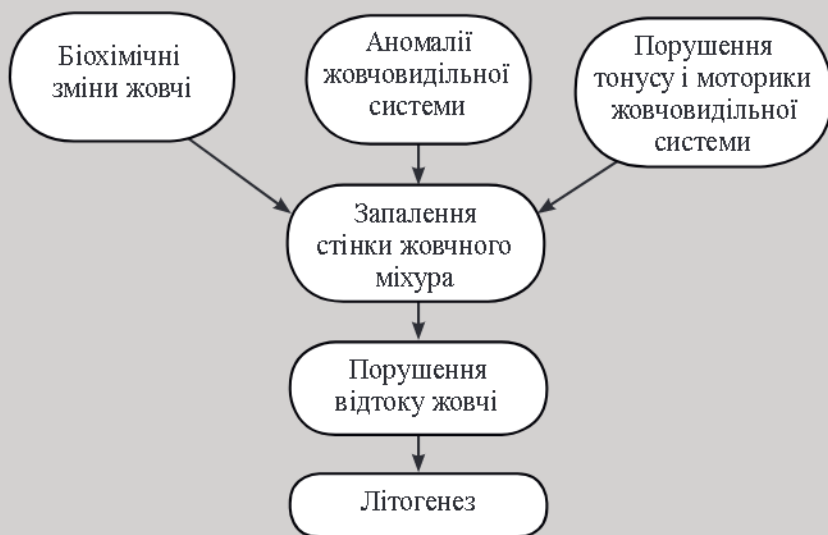 Біохімічні
зміни жовчі
Аномалії
жовчовидільної
системи
Порушення
тонусу і моторики
жовчовидільної
системи
Запалення
стінки жовчного
міхура
Порушення
відтоку жовчі
Літогенез